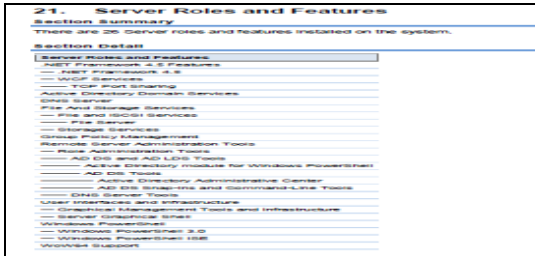 21. Server Roles and Features
Section Summary
There are 26 Server roles and features installed on the system.
Section Detail
Server Roles and Features
.NET Framework 4.5 Features
— .NET Framework 4.5
— WCF Services
—— TCP Port Sharing
Active Directory Domain Services
DNS Server
File And Storage Services
— File and iSCSI Services
—— File Server
— Storage Services
Group Policy Management
Remote Server Administration Tools
— Role Administration Tools
—— AD DS and AD LDS Tools
——— Active Directory module for Windows PowerShell
——— AD DS Tools
———— Active Directory Administrative Center
———— AD DS Snap-Ins and Command-Line Tools
—— DNS Server Tools
User Interfaces and Infrastructure
— Graphical Management Tools and Infrastructure
— Server Graphical Shell
Windows PowerShell
— Windows PowerShell 3.0
— Windows PowerShell ISE
WoW64 Support